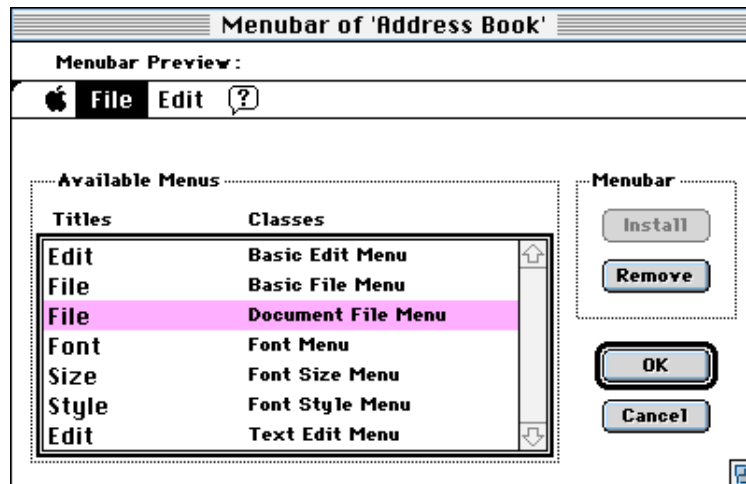 Menubar of 'Address Book'
Menubar Preview:
File Edit ?
Available Menus
Menubar
Titles Classes
Install
Edit Basic Edit Menu
File Basic File Menu
Remove
File Document File Menu
Font Font Menu
OK
Size Font Size Menu
Style Font Style Menu
Cancel
Edit Text Edit Menu